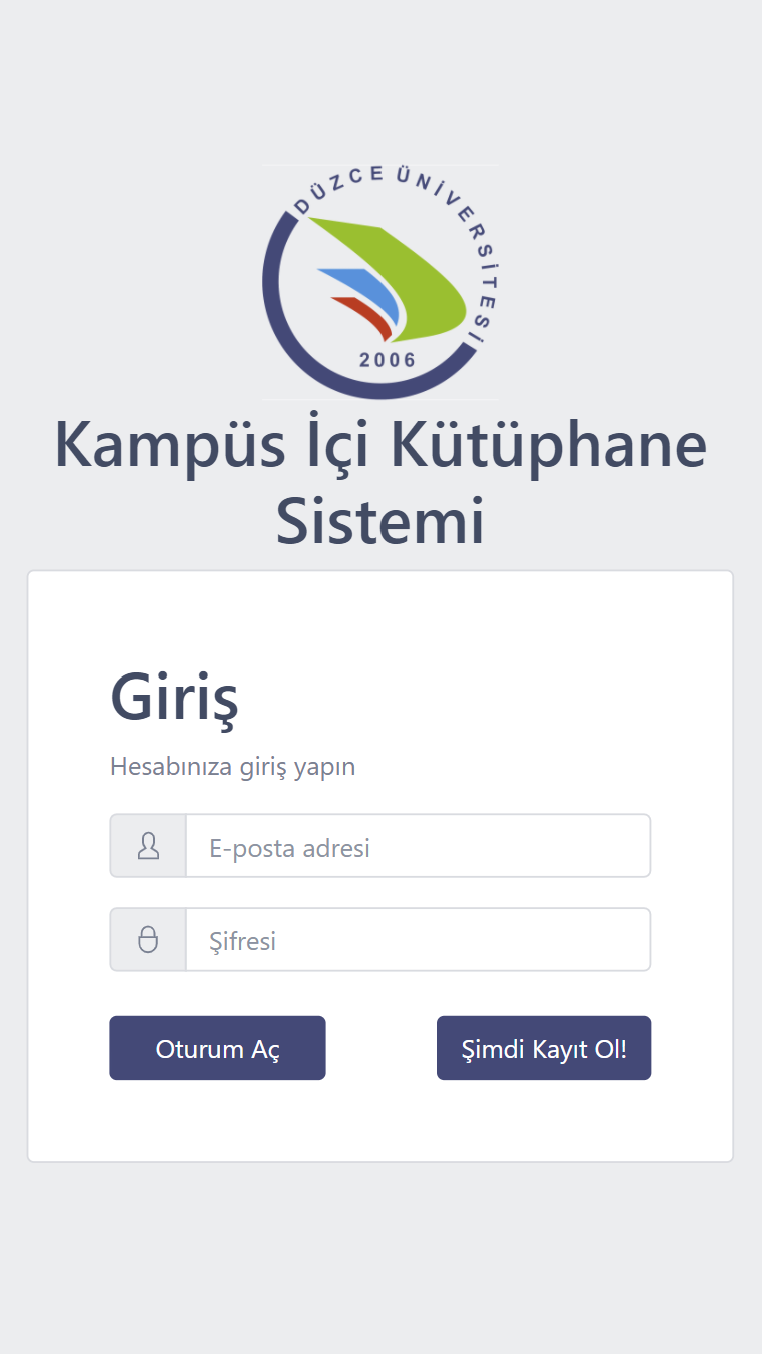 DÜZCE ÜNİVERSİTESİ
2006
Kampüs İçi Kütüphane
Sistemi
Giriş
Hesabınıza giriş yapın
E-posta adresi
Şifresi
Oturum Aç
Şimdi Kayıt Ol!